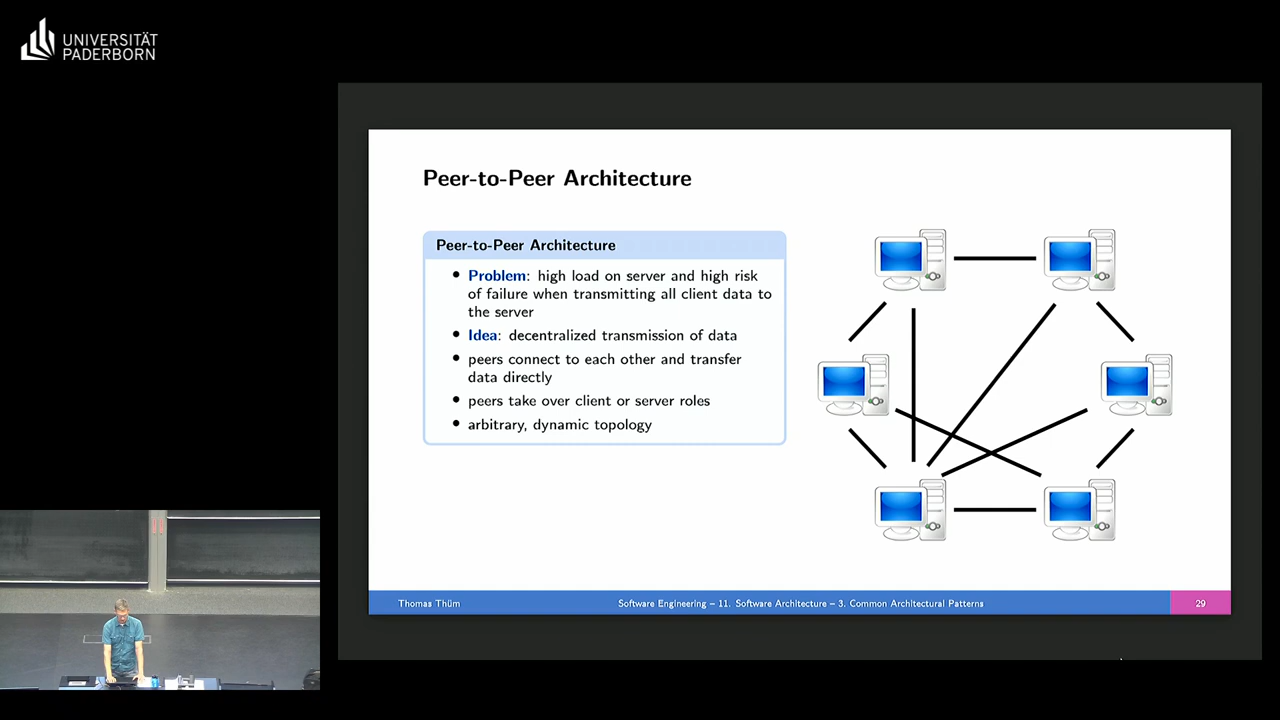 UNIVERSITÄT
PADERBORN
Peer-to-Peer Architecture
Peer-to-Peer Architecture
• Problem: high load on server and high risk
of failure when transmitting all client data to
the server
• Idea: decentralized transmission of data
• peers connect to each other and transfer
data directly
• peers take over client or server roles
• arbitrary, dynamic topology
Thomas Thüm
Software Engineering – 11. Software Architecture – 3. Common Architectural Patterns
29